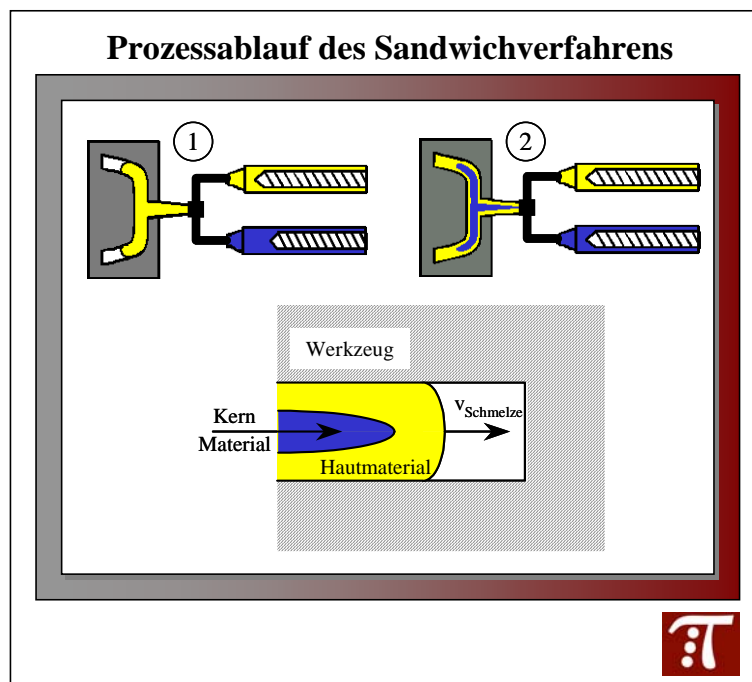 Prozessablauf des Sandwichverfahrens
1
2
Werkzeug
Kern
Material
vSchmelze
Hautmaterial